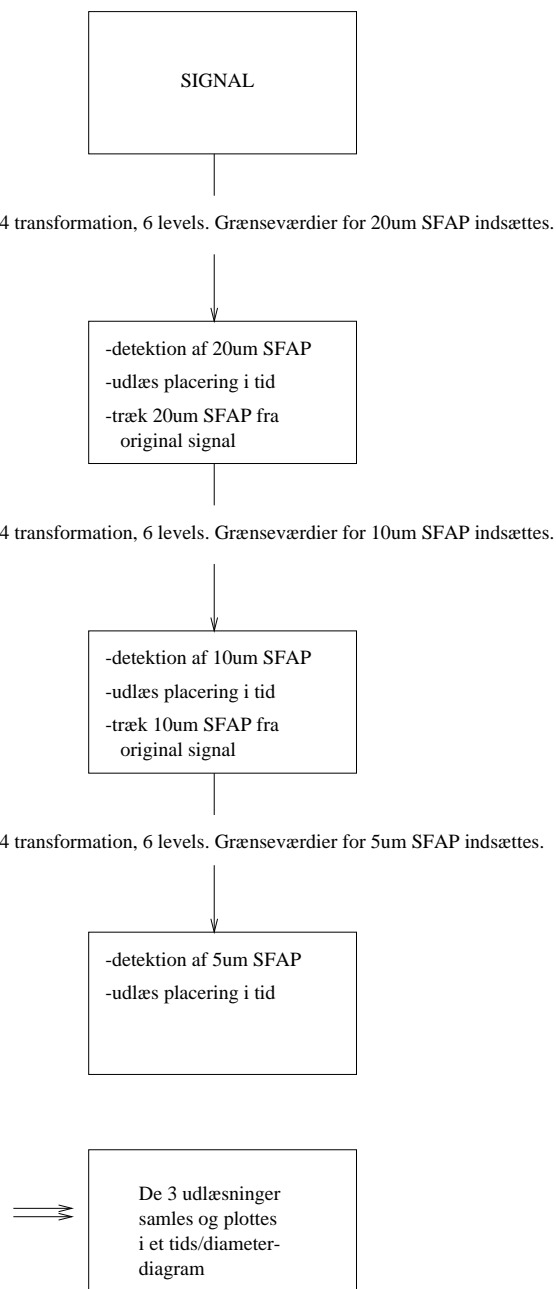 SIGNAL
4 transformation, 6 levels. Grænseværdier for 20um SFAP indsættes.
-detektion af 20um SFAP
-udlæs placering i tid
-træk 20um SFAP fra
original signal
4 transformation, 6 levels. Grænseværdier for 10um SFAP indsættes.
-detektion af 10um SFAP
-udlæs placering i tid
-træk 10um SFAP fra
original signal
4 transformation, 6 levels. Grænseværdier for 5um SFAP indsættes.
-detektion af 5um SFAP
-udlæs placering i tid
De 3 udlæsninger
samles og plottes
i et tids/diameter-
diagram